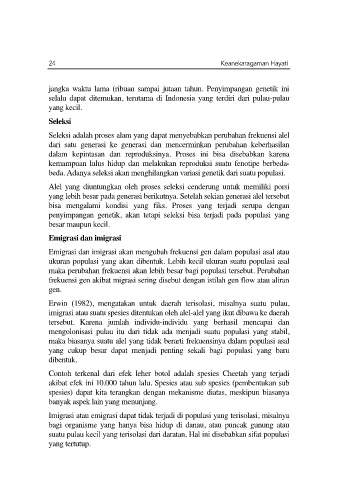 24 Keanekaragaman Hayati
jangka waktu lama (ribuan sampai jutaan tahun. Penyimpangan genetik ini
selalu dapat ditemukan, terutama di Indonesia yang terdiri dari pulau-pulau
yang kecil.
Seleksi
Seleksi adalah proses alam yang dapat menyebabkan perubahan frekuensi alel
dari satu generasi ke generasi dan mencerminkan perubahan keberhasilan
dalam kepintasan dan reproduksinya. Proses ini bisa disebabkan karena
kemampuan lulus hidup dan melakukan reproduksi suatu fenotipe berbeda-
beda. Adanya seleksi akan menghilangkan variasi genetik dari suatu populasi.
Alel yang diuntungkan oleh proses seleksi cenderung untuk memiliki porsi
yang lebih besar pada generasi berikutnya. Setelah sekian generasi alel tersebut
bisa mengalami kondisi yang fiks. Proses yang terjadi serupa dengan
penyimpangan genetik, akan tetapi seleksi bisa terjadi pada populasi yang
besar maupun kecil.
Emigrasi dan imigrasi
Emigrasi dan imigrasi akan mengubah frekuensi gen dalam populasi asal atau
ukuran populasi yang akan dibentuk. Lebih kecil ukuran suatu populasi asal
maka perubahan frekuensi akan lebih besar bagi populasi tersebut. Perubahan
frekuensi gen akibat migrasi sering disebut dengan istilah gen flow atau aliran
gen.
Erwin (1982), mengatakan untuk daerah terisolasi, misalnya suatu pulau,
imigrasi atau suatu spesies ditentukan oleh alel-alel yang ikut dibawa ke daerah
tersebut. Karena jumlah individu-individu yang berhasil mencapai dan
mengolonisasi pulau itu dari tidak ada menjadi suatu populasi yang stabil,
maka biasanya suatu alel yang tidak berarti frekuensinya dalam populasi asal
yang cukup besar dapat menjadi penting sekali bagi populasi yang baru
dibentuk.
Contoh terkenal dari efek leher botol adalah spesies Cheetah yang terjadi
akibat efek ini 10.000 tahun lalu. Spesies atau sub spesies (pembentukan sub
spesies) dapat kita terangkan dengan mekanisme diatas, meskipun biasanya
banyak aspek lain yang menunjang.
Imigrasi atau emigrasi dapat tidak terjadi di populasi yang terisolasi, misalnya
bagi organisme yang hanya bisa hidup di danau, atau puncak gunung atau
suatu pulau kecil yang terisolasi dari daratan. Hal ini disebabkan sifat populasi
yang tertutup.